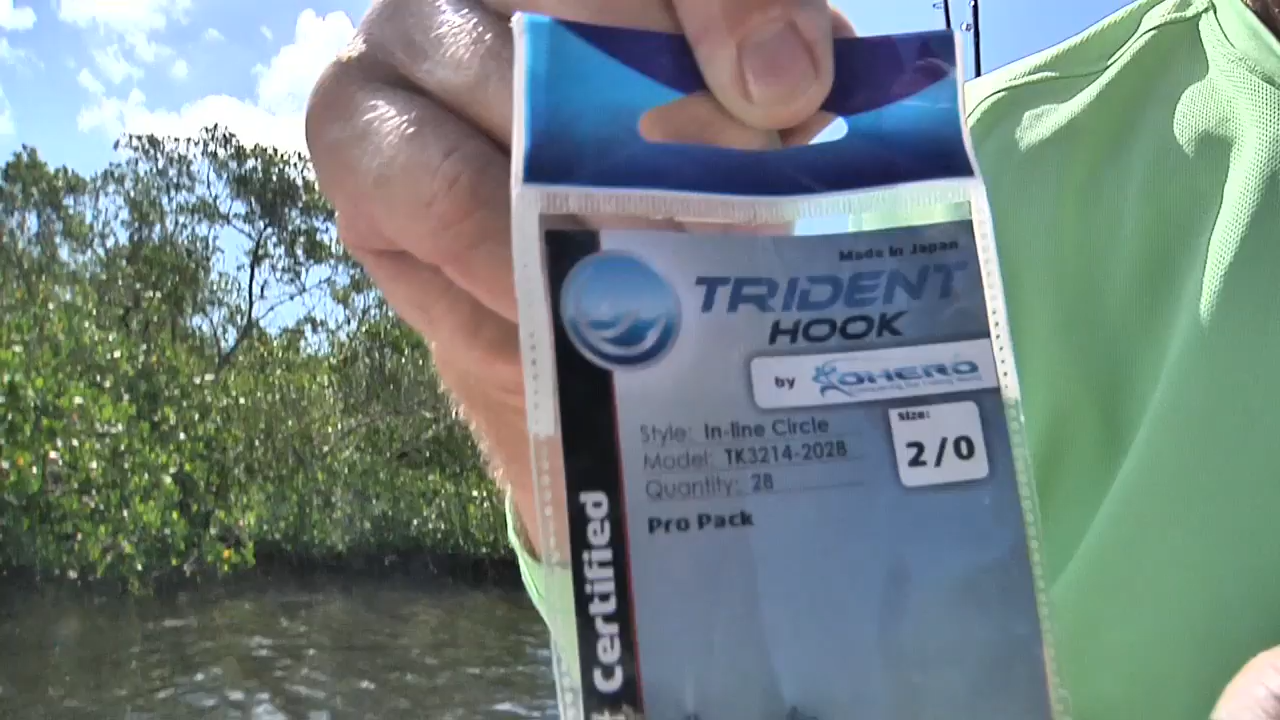 Made in Japan
TRIDENT
HOOK
by OHERO
Style: In-line Circle
Model: TK3214-2028
Quantity: 28
Pro Pack
Size:
2/0
Certified